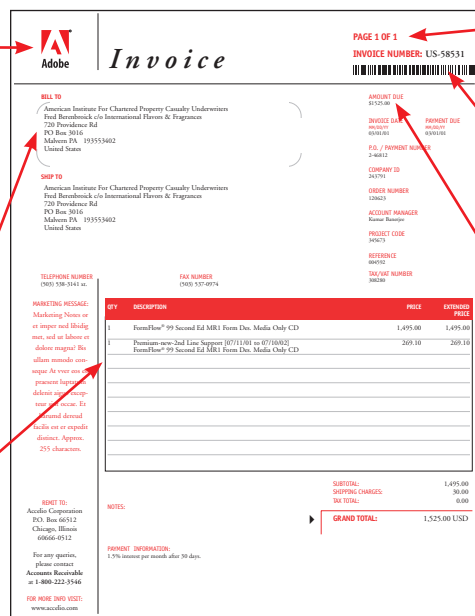 Adobe
Invoice
PAGE 1 OF 1
INVOICE NUMBER: US-58531
BILL TO
American Institute For Chartered Property Casualty Underwriters
Fred Berenbroick c/o International Flavors & Fragrances
720 Providence Rd
PO Box 3016
Malvern PA 193553402
United States
SHIP TO
American Institute For Chartered Property Casualty Underwriters
Fred Berenbroick c/o International Flavors & Fragrances
720 Providence Rd
PO Box 3016
Malvern PA 193553402
United States
AMOUNT DUE
$1525.00
INVOICE DATE PAYMENT DUE
MM/DD/YY MM/DD/YY
03/01/01 03/01/01
P.O. / PAYMENT NUMBER
2-46812
COMPANY ID
243791
ORDER NUMBER
120623
ACCOUNT MANAGER
Kumar Banerjee
PROJECT CODE
345673
REFERENCE
004592
TAX/VAT NUMBER
308280
TELEPHONE NUMBER FAX NUMBER
(503) 538-3141 xt. (503) 537-0974
MARKETING MESSAGE:
Marketing Notes or
et imper ned libidig
met, sed ut labore et
dolore magna? Bis
ullam mmodo con-
seque At vver eos et
praesent luptatum
delenit aigue excep-
teur sint occae. Et
harumd dereud
facilis est er expedir
distinct. Approx.
255 characters.
QTY DESCRIPTION PRICE EXTENDED
PRICE
1 FormFlow® 99 Second Ed MR1 Form Des. Media Only CD 1,495.00 1,495.00
1 Premium-new-2nd Line Support [07/11/01 to 07/10/02] 269.10 269.10
FormFlow® 99 Second Ed MR1 Form Des. Media Only CD
SUBTOTAL: 1,495.00
SHIPPING CHARGES: 30.00
TAX TOTAL: 0.00
GRAND TOTAL: 1,525.00 USD
NOTES:
PAYMENT INFORMATION:
1.5% interest per month after 30 days.
REMIT TO:
Accelio Corporation
P.O. Box 66512
Chicago, Illinois
60666-0512
For any queries,
please contact
Accounts Receivable
at 1-800-222-3546
FOR MORE INFO VISIT:
www.accelio.com